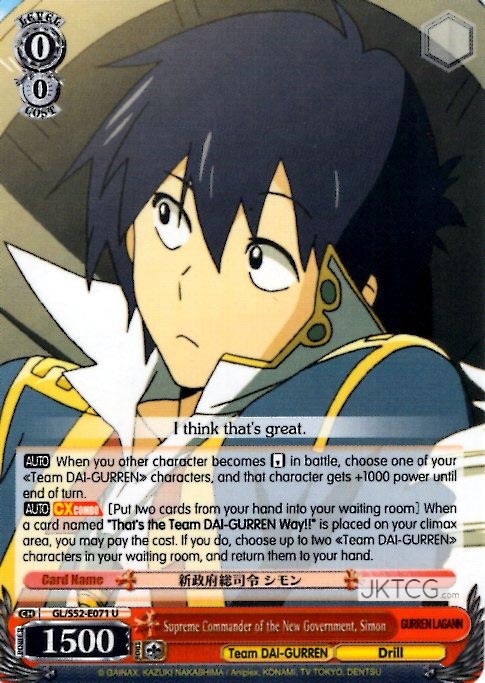 LEVEL
0
0
COST
I think that's great.
AUTO When you other character becomes in battle, choose one of your
«Team DAI-GURREN» characters, and that character gets +1000 power until
end of turn.
AUTO CX COMBO [Put two cards from your hand into your waiting room] When
a card named "That's the Team DAI-GURREN Way!!" is placed on your climax
area, you may pay the cost. If you do, choose up to two «Team DAI-GURREN»
characters in your waiting room, and return them to your hand.
Card Name 新政府総司令 シモン
JKTCG.com
CH GL/S52-E071 U
POWER 1500 SOUL
Supreme Commander of the New Government, Simon GURREN LAGANN
Team DAI-GURREN Drill
© GAINAX, KAZUKI NAKASHIMA / Aniplex, KONAMI, TV TOKYO, DENTSU